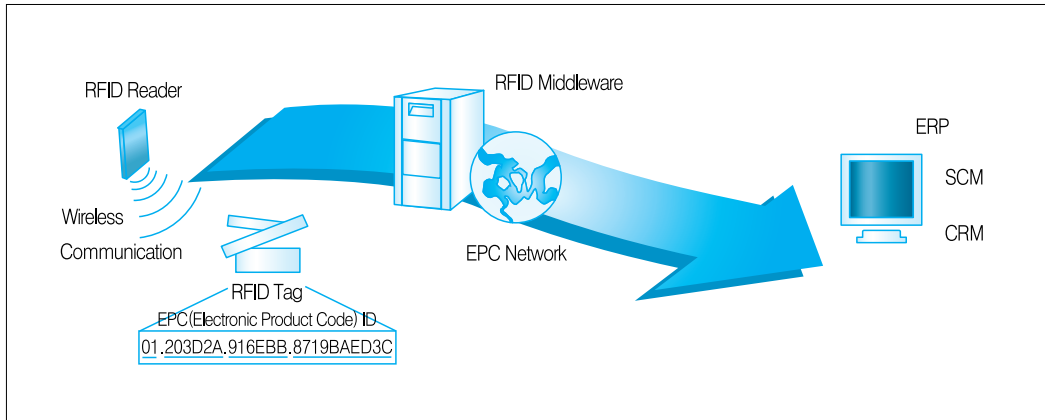 RFID Reader
Wireless
Communication
RFID Tag
EPC(Electronic Product Code) ID
01.203D2A.916EBB.8719BAED3C
RFID Middleware
EPC Network
ERP
SCM
CRM